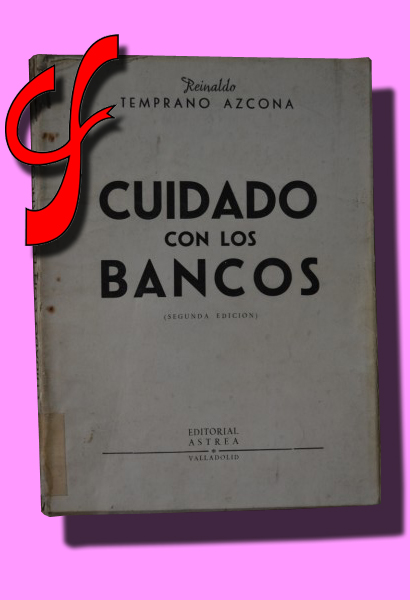 Reinaldo
TEMPRANO AZCONA
CUIDADO
CON LOS
BANCOS
(SEGUNDA EDICION)
EDITORIAL
ASTREA
VALLADOLID